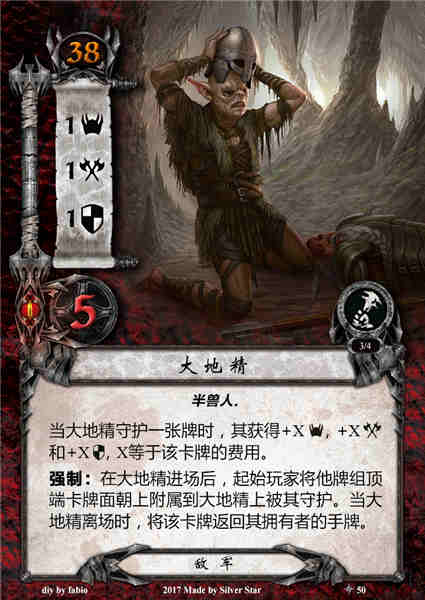 38
1
1
1
5
3/4
大地精
半兽人.
当大地精守护一张牌时，其获得+X , +X
和+X , X等于该卡牌的费用。
强制：在大地精进场后，起始玩家将他牌组顶
端卡牌面朝上附属到大地精上被其守护。当大
地精离场时，将该卡牌返回其拥有者的手牌。
敌军
diy by fabio 2017 Made by Silver Star 50